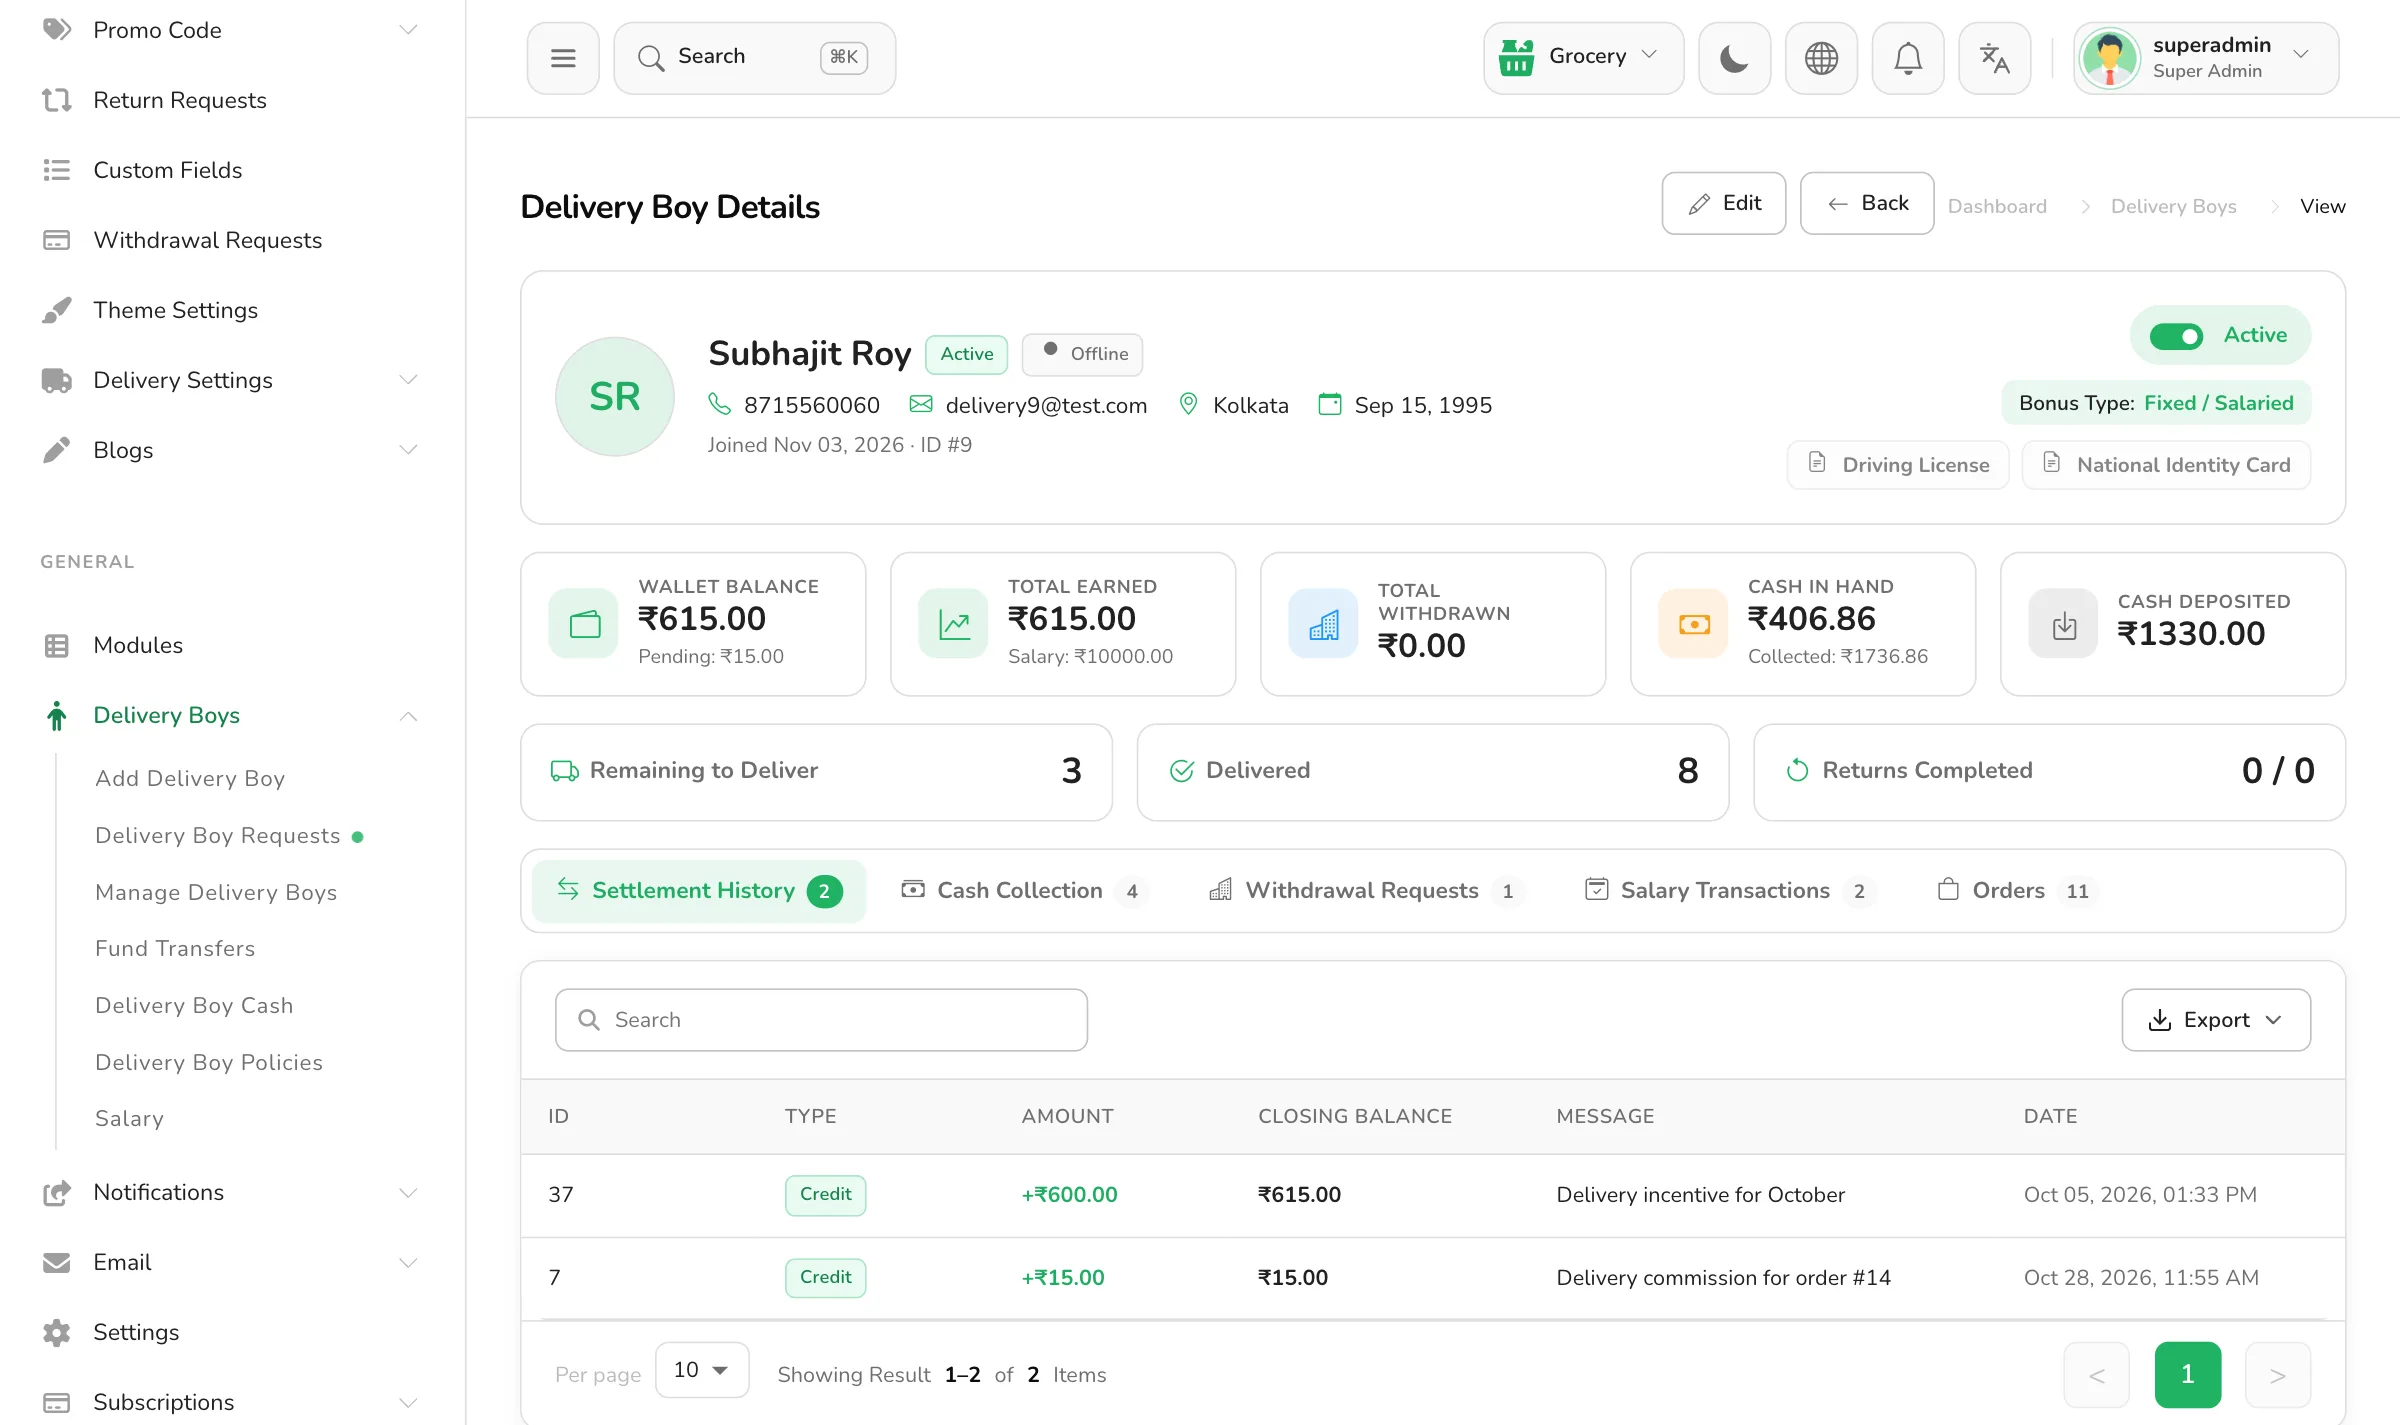 Promo Code
Return Requests
Custom Fields
Withdrawal Requests
Theme Settings
Delivery Settings
Blogs
GENERAL
Modules
Delivery Boys
Add Delivery Boy
Delivery Boy Requests
Manage Delivery Boys
Fund Transfers
Delivery Boy Cash
Delivery Boy Policies
Salary
Notifications
Email
Settings
Subscriptions
Search ⌘K
Grocery
superadmin
Super Admin
Delivery Boy Details
Edit
Back
Dashboard > Delivery Boys > View
SR
Subhajit Roy Active Offline
8715560060 delivery9@test.com Kolkata Sep 15, 1995
Joined Nov 03, 2026 · ID #9
Active
Bonus Type: Fixed / Salaried
Driving License National Identity Card
WALLET BALANCE
₹615.00
Pending: ₹15.00
TOTAL EARNED
₹615.00
Salary: ₹10000.00
TOTAL
WITHDRAWN
₹0.00
CASH IN HAND
₹406.86
Collected: ₹1736.86
CASH DEPOSITED
₹1330.00
Remaining to Deliver 3
Delivered 8
Returns Completed 0 / 0
Settlement History 2 Cash Collection 4 Withdrawal Requests 1 Salary Transactions 2 Orders 11
Search
Export
ID TYPE AMOUNT CLOSING BALANCE MESSAGE DATE
37 Credit +₹600.00 ₹615.00 Delivery incentive for October Oct 05, 2026, 01:33 PM
7 Credit +₹15.00 ₹15.00 Delivery commission for order #14 Oct 28, 2026, 11:55 AM
Per page 10 Showing Result 1–2 of 2 Items
< 1 >